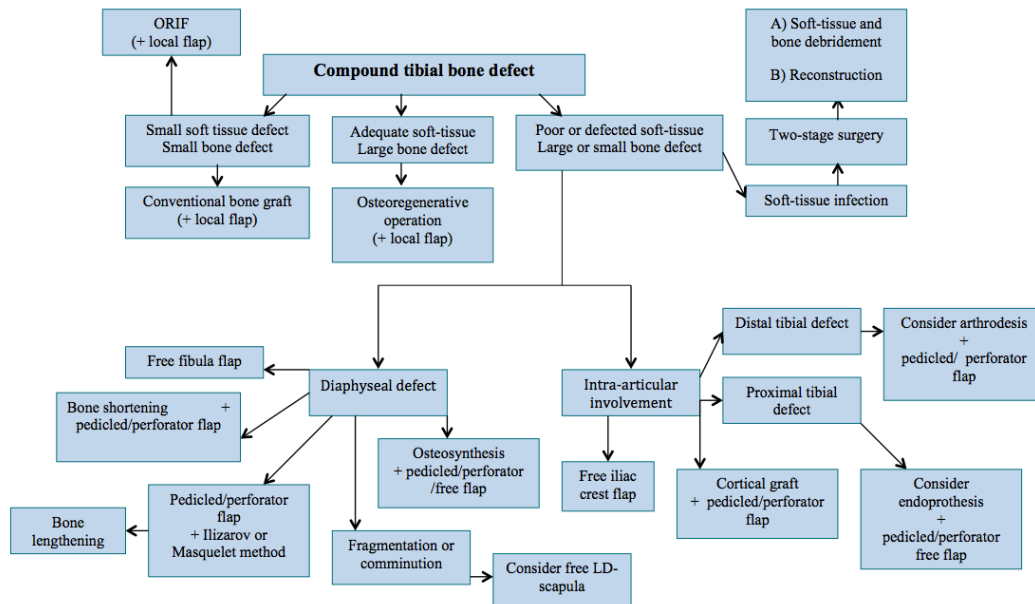 ORIF
(+ local flap)
Compound tibial bone defect
A) Soft-tissue and
bone debridement
B) Reconstruction
Small soft tissue defect
Small bone defect
Adequate soft-tissue
Large bone defect
Poor or defected soft-tissue
Large or small bone defect
Two-stage surgery
Conventional bone graft
(+ local flap)
Osteoregenerative
operation
(+ local flap)
Soft-tissue infection
Distal tibial defect
Consider arthrodesis
+
pedicled/ perforator
flap
Free fibula flap
Diaphyseal defect
Intra-articular
involvement
Proximal tibial
defect
Bone shortening +
pedicled/perforator flap
Osteosynthesis
+ pedicled/perforator
/free flap
Free iliac
crest flap
Cortical graft
+ pedicled/perforator
flap
Consider
endoprothesis
+
pedicled/perforator
free flap
Bone
lengthening
Pedicled/perforator
flap
+ Ilizarov or
Masquelet method
Fragmentation or
comminution
Consider free LD-
scapula